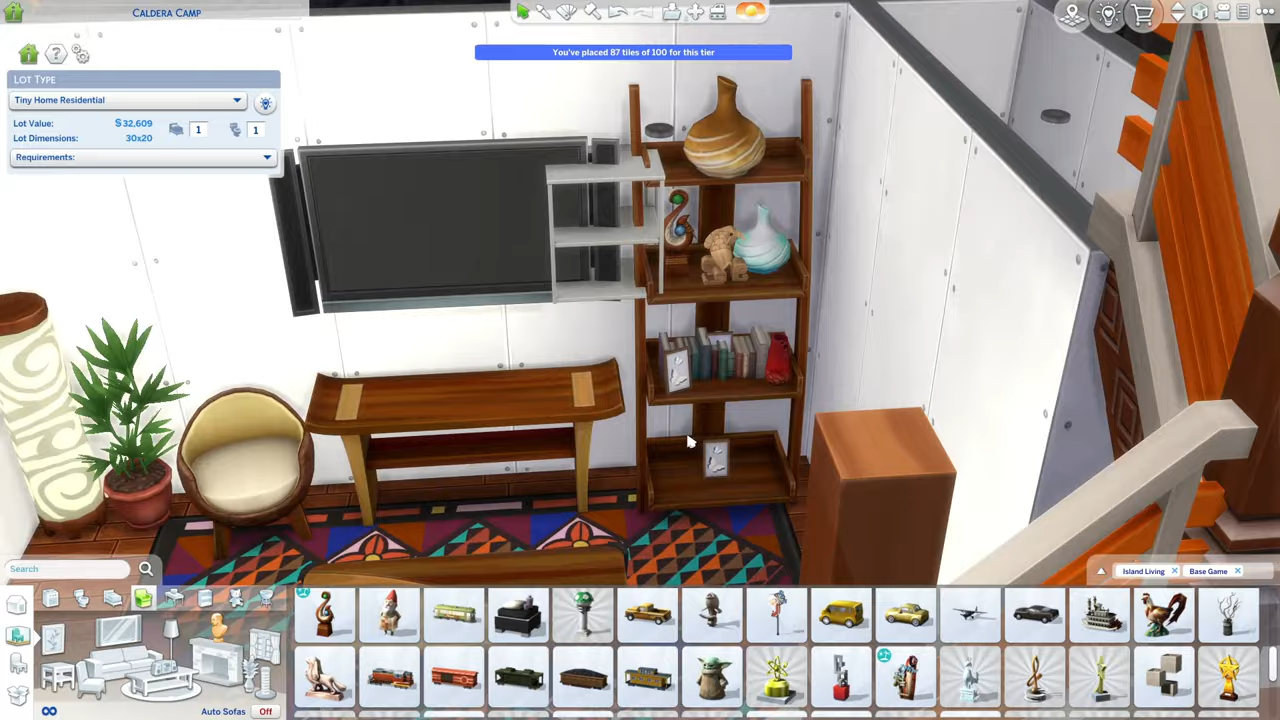 CALDERA CAMP
You've placed 87 tiles of 100 for this tier
LOT TYPE
Tiny Home Residential
Lot Value: $32,609
1
1
Lot Dimensions: 30x20
Requirements:
Search
Island Living
Base Game
Auto Sofas Off